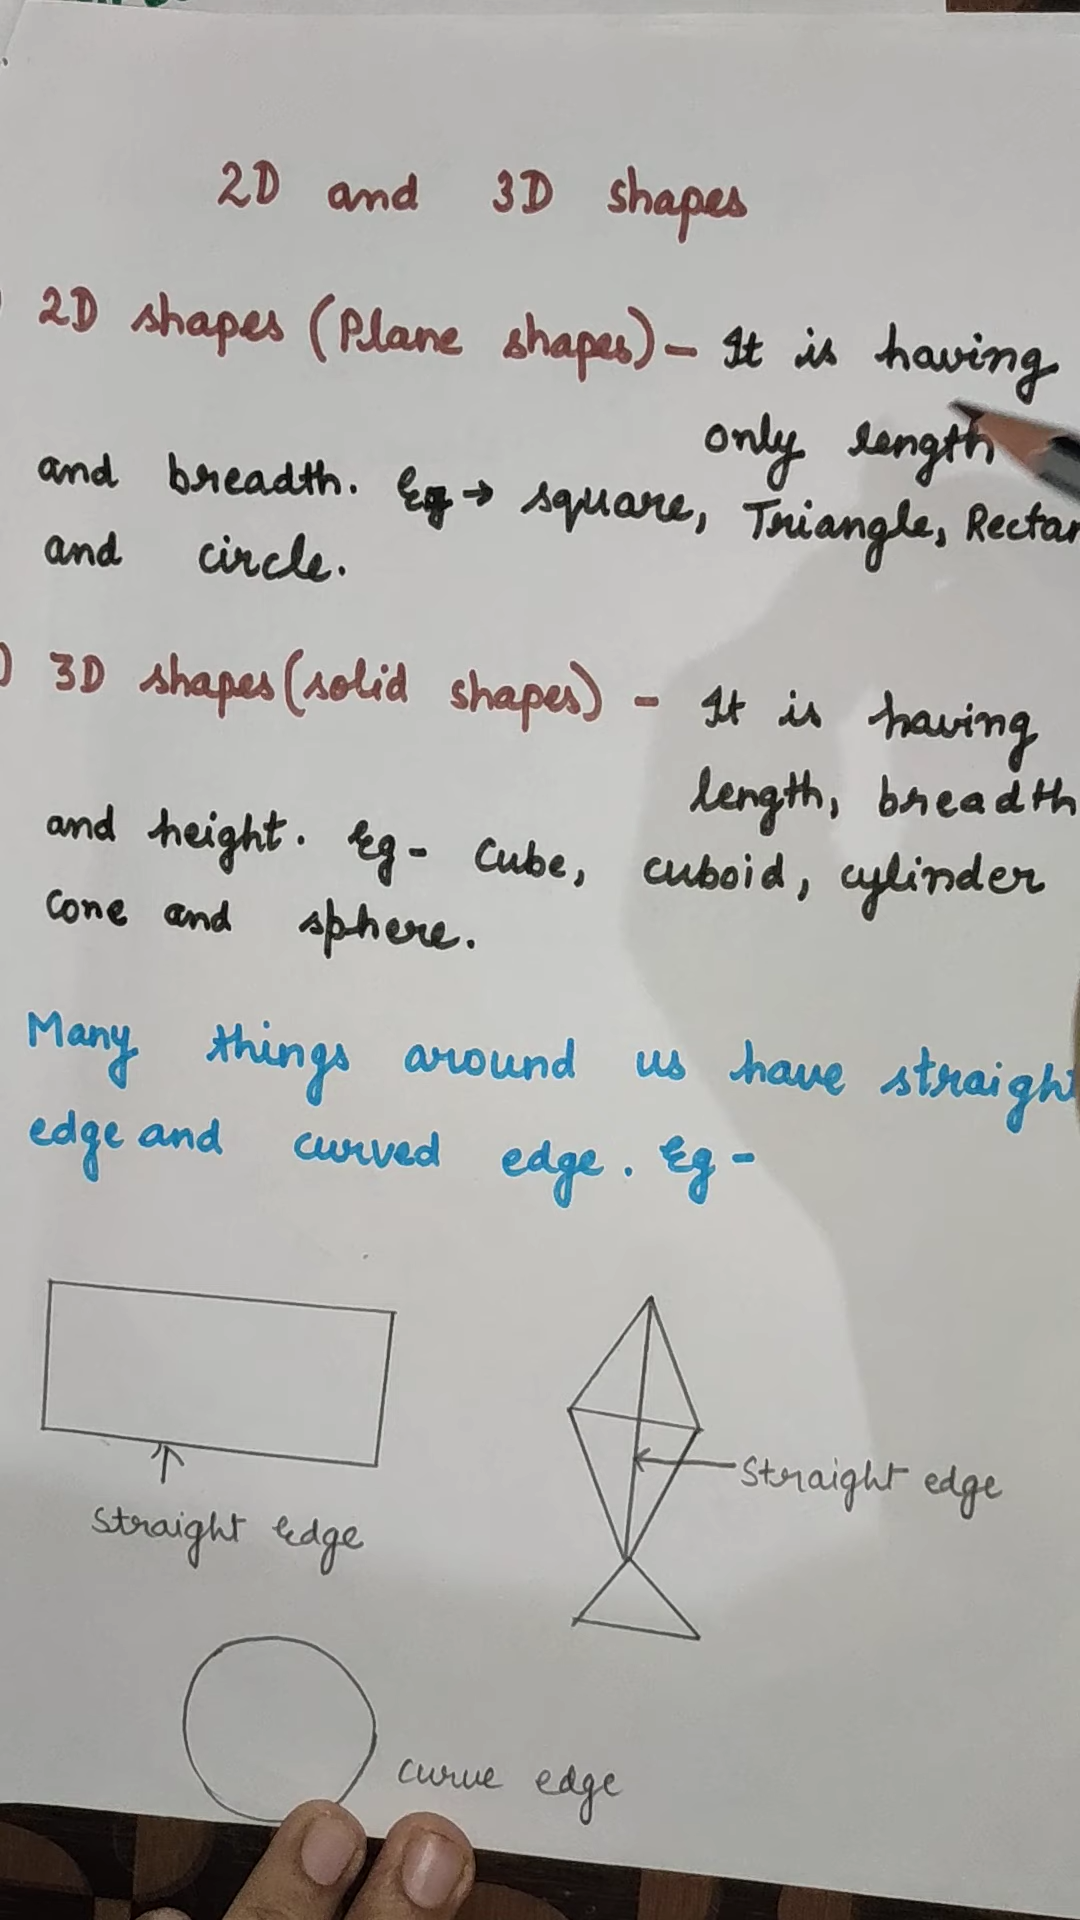 2D and 3D shapes
2D shapes (Plane shapes) - It is having
only length
and breadth. Eg → square, Triangle, Rectan
and circle.
) 3D shapes (solid shapes) - It is having
length, breadth
and height. Eg - Cube, cuboid, cylinder
cone and sphere.
Many things around us have straight
edge and curved edge. Eg -
straight edge
straight Edge
curve edge